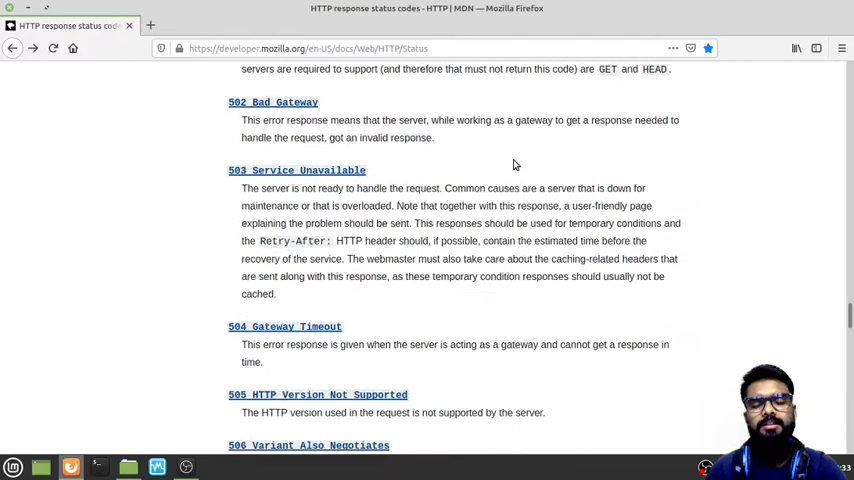 HTTP response status codes - HTTP | MDN — Mozilla Firefox
HTTP response status code
https://developer.mozilla.org/en-US/docs/Web/HTTP/Status
servers are required to support (and therefore that must not return this code) are GET and HEAD.
502 Bad Gateway
This error response means that the server, while working as a gateway to get a response needed to
handle the request, got an invalid response.
503 Service Unavailable
The server is not ready to handle the request. Common causes are a server that is down for
maintenance or that is overloaded. Note that together with this response, a user-friendly page
explaining the problem should be sent. This responses should be used for temporary conditions and
the Retry-After: HTTP header should, if possible, contain the estimated time before the
recovery of the service. The webmaster must also take care about the caching-related headers that
are sent along with this response, as these temporary condition responses should usually not be
cached.
504 Gateway Timeout
This error response is given when the server is acting as a gateway and cannot get a response in
time.
505 HTTP Version Not Supported
The HTTP version used in the request is not supported by the server.
506 Variant Also Negotiates
:33